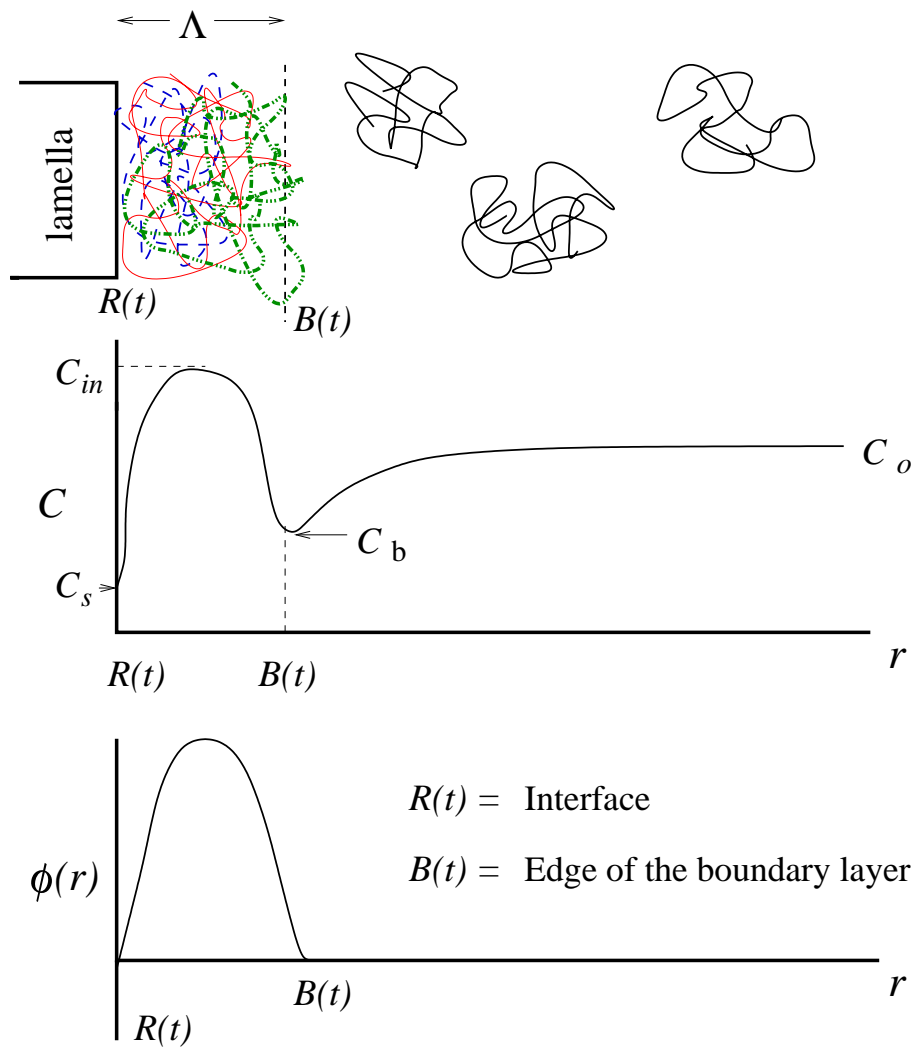 Λ
lamella
R(t)
B(t)
C_in
C_o
C
C_b
C_s
r
R(t)
B(t)
R(t) = Interface
B(t) = Edge of the boundary layer
ϕ(r)
r
B(t)
R(t)